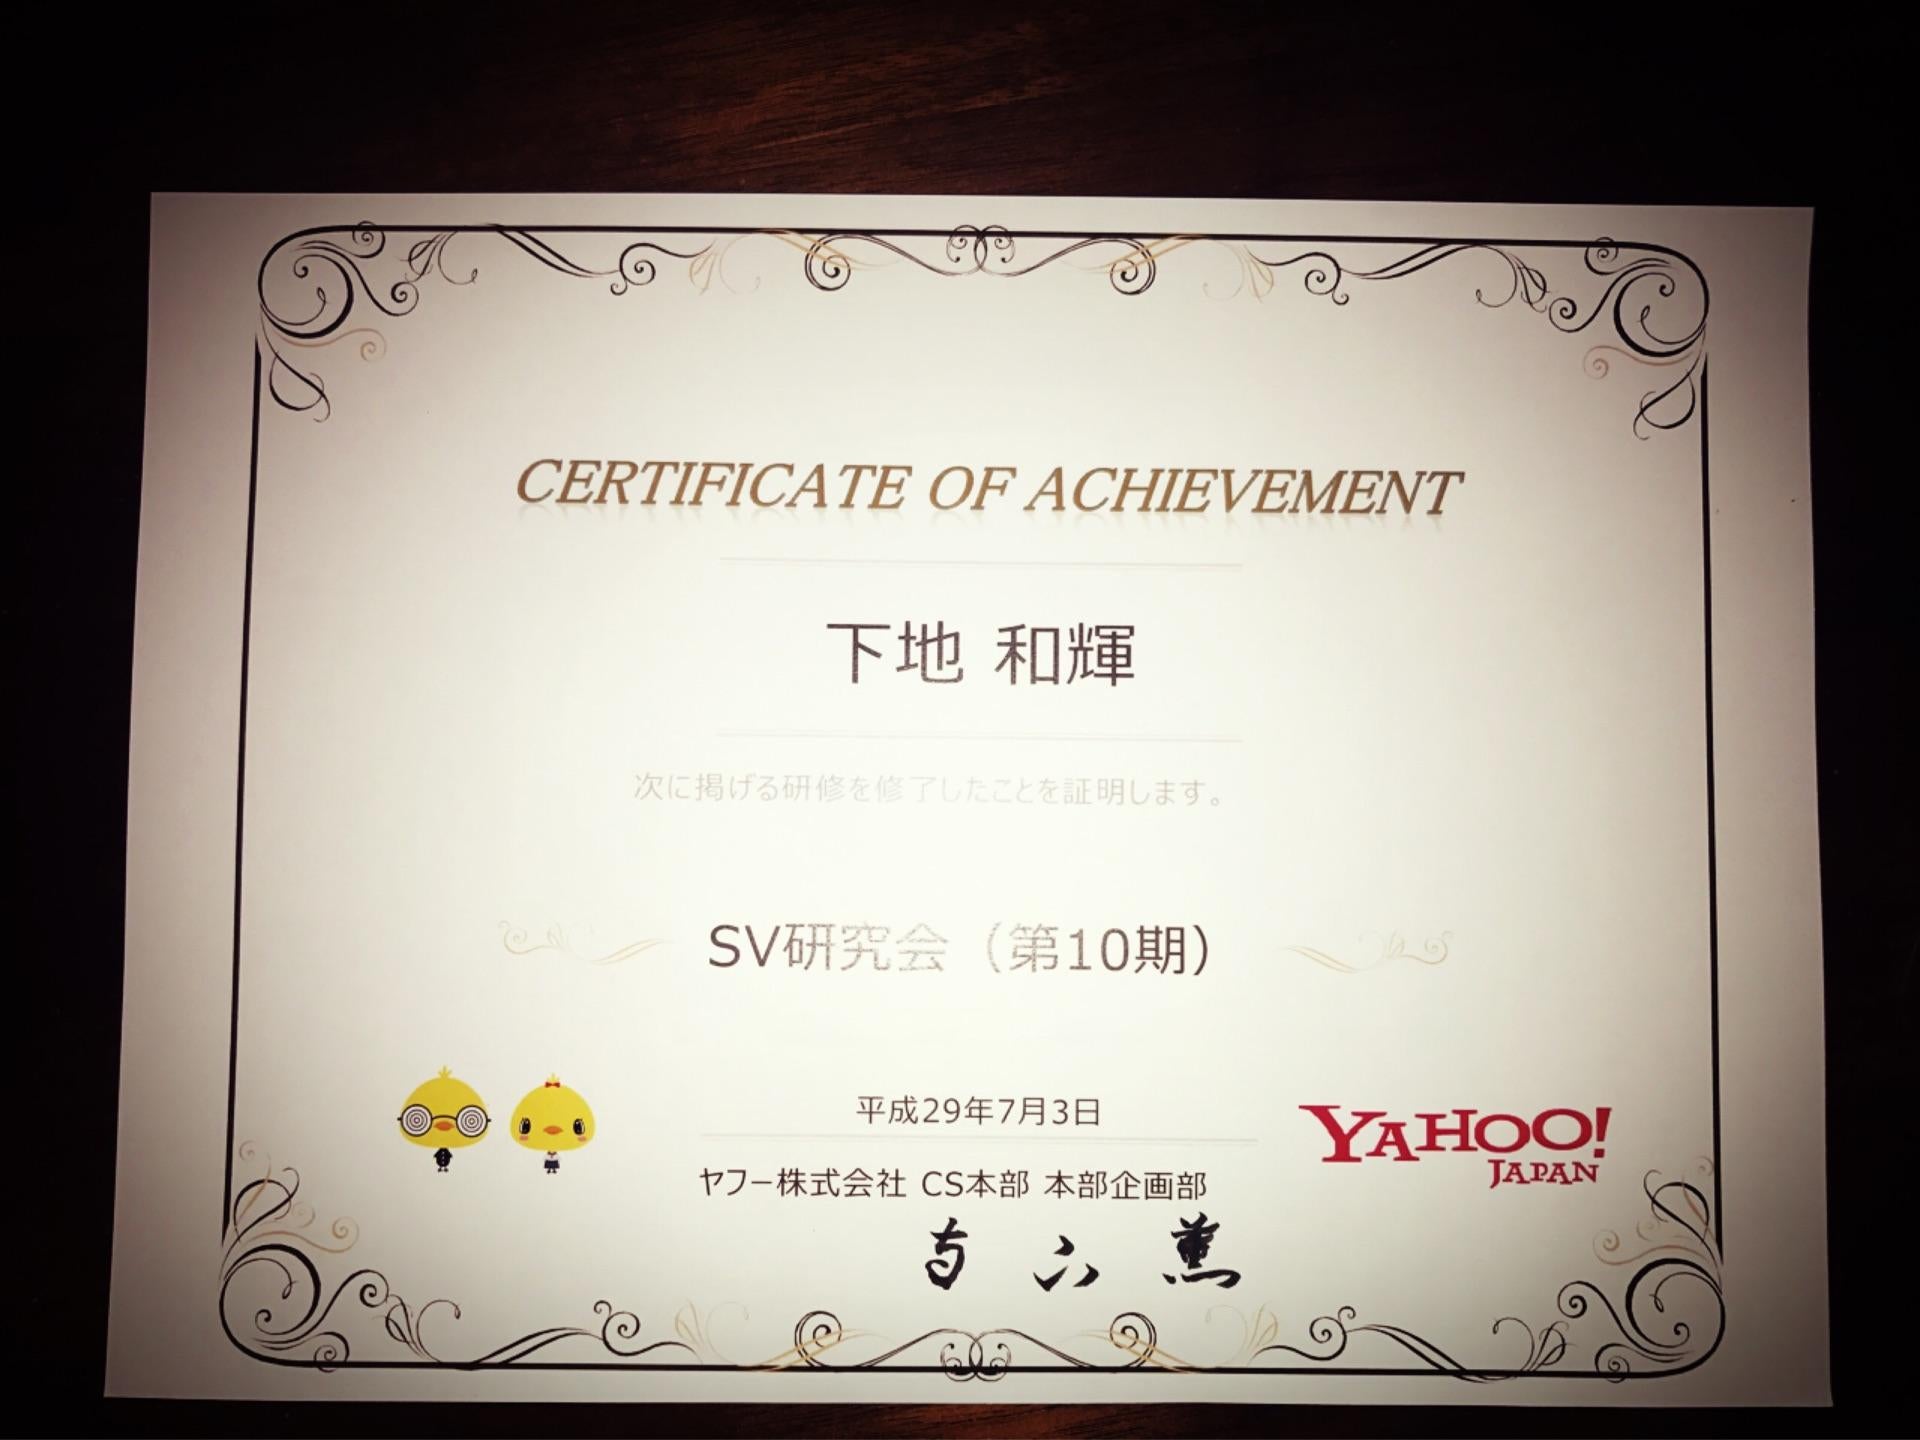 CERTIFICATE OF ACHIEVEMENT
下地 和輝
次に掲げる研修を修了したことを証明します。
SV研究会（第10期）
平成29年7月3日
ヤフー株式会社 CS本部 本部企画部
薫
YAHOO!
JAPAN